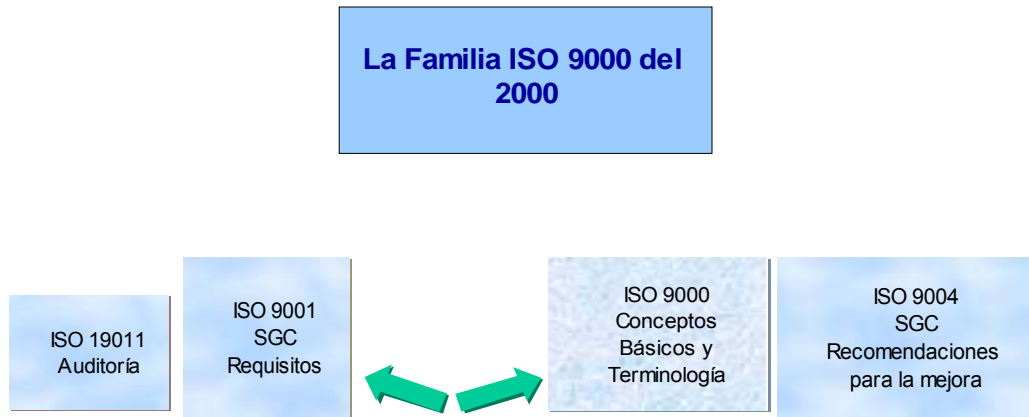 La Familia ISO 9000 del
2000
ISO 19011
Auditoría
ISO 9001
SGC
Requisitos
ISO 9000
Conceptos
Básicos y
Terminología
ISO 9004
SGC
Recomendaciones
para la mejora